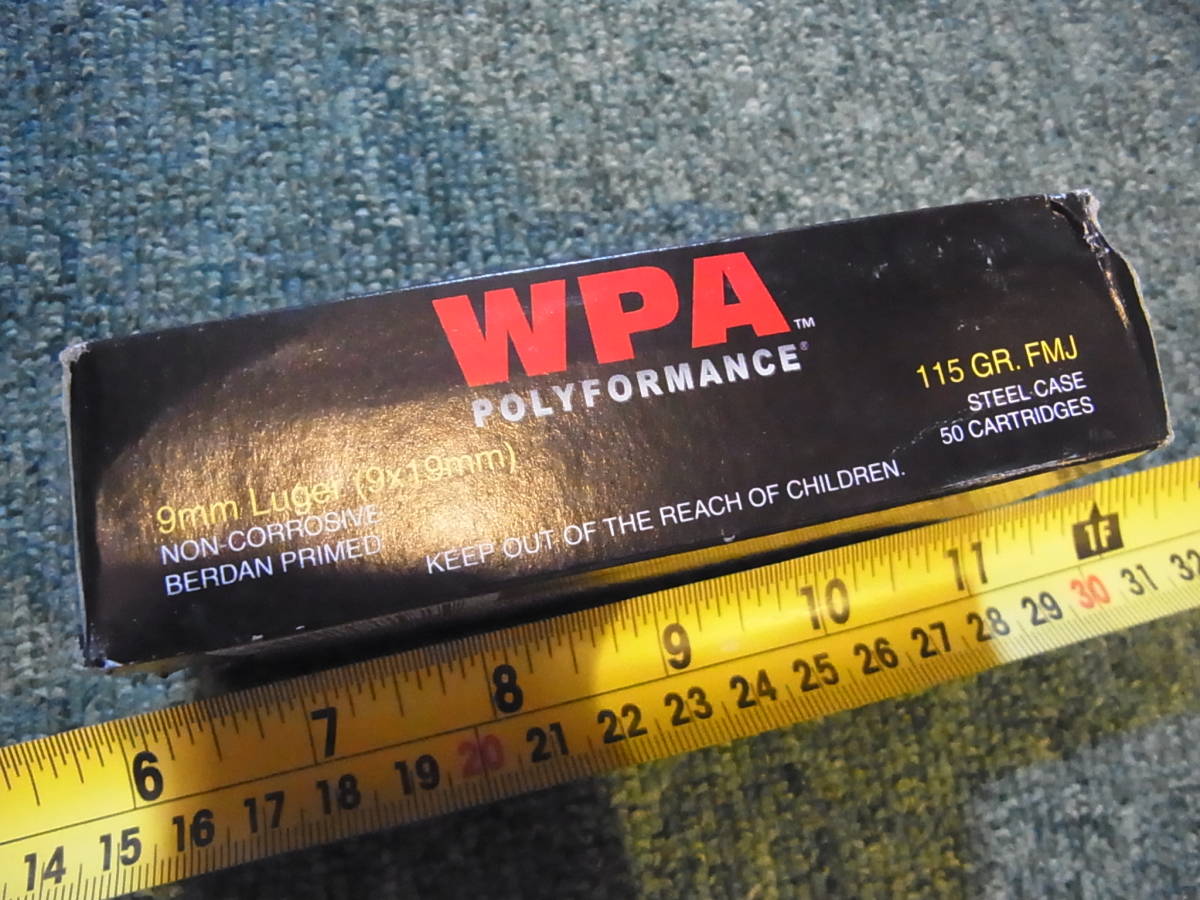 WPA™
POLYFORMANCE®
115 GR. FMJ
STEEL CASE
50 CARTRIDGES
9mm Luger (9x19mm)
NON-CORROSIVE
BERDAN PRIMED
KEEP OUT OF THE REACH OF CHILDREN.
6 7 8 9 10 11 1F
14 15 16 17 18 19 20 21 22 23 24 25 26 27 28 29 30 31 32